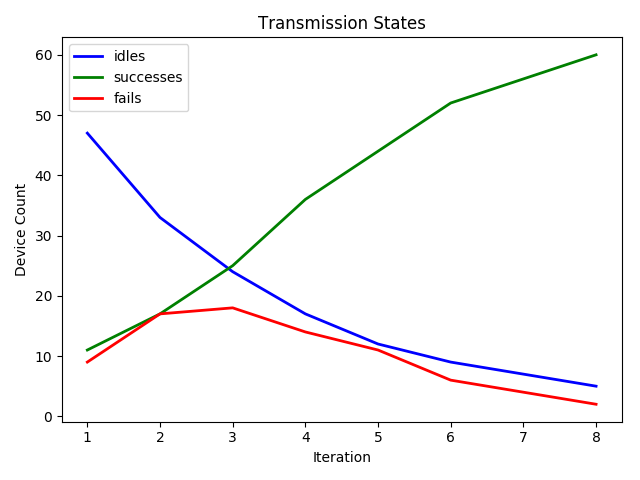 Transmission States
idles
successes
fails
60
50
40
30
20
10
0
Device Count
1 2 3 4 5 6 7 8
Iteration